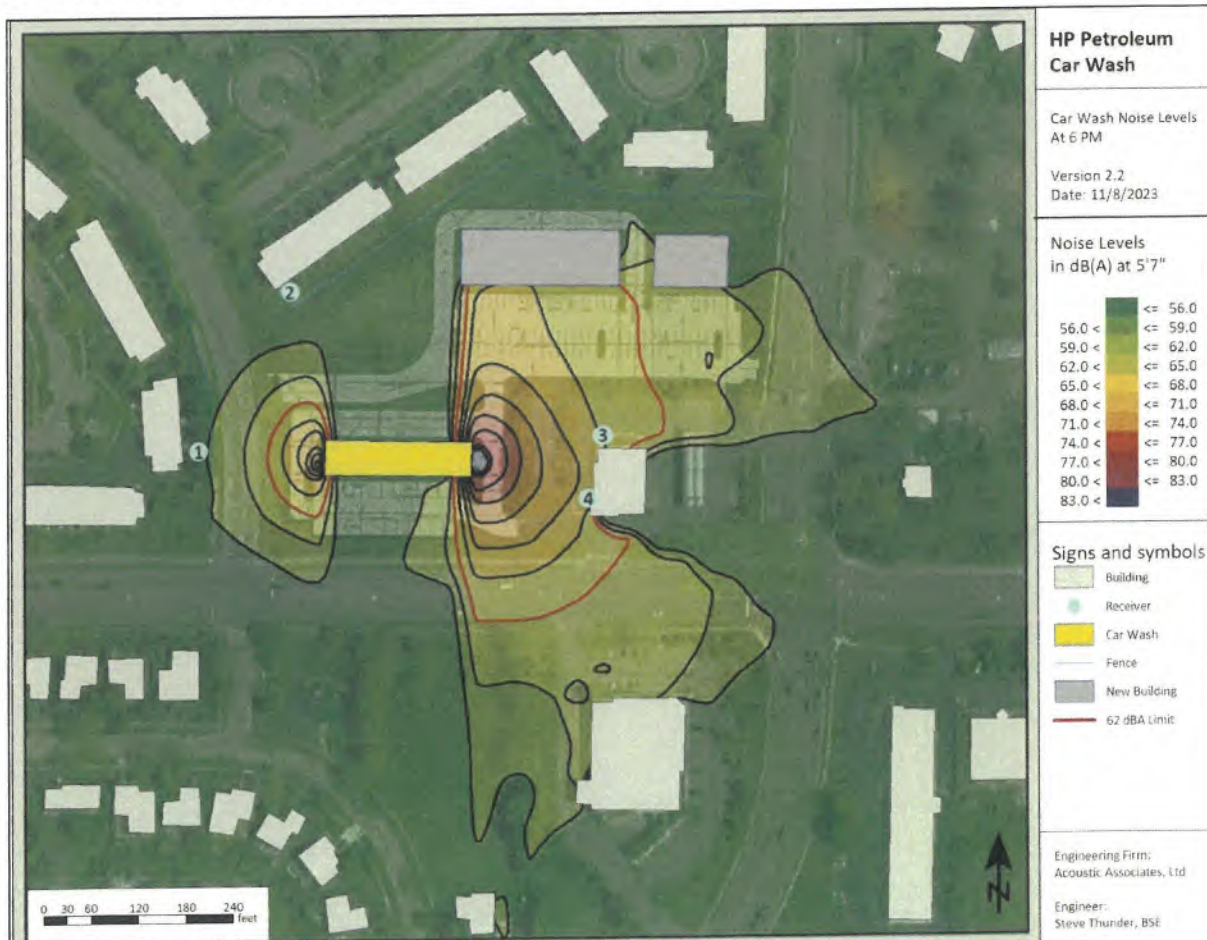 HP Petroleum
Car Wash
Car Wash Noise Levels
At 6 PM
Version 2.2
Date: 11/8/2023
Noise Levels
in dB(A) at 5'7"
<= 56.0
56.0 < <= 59.0
59.0 < <= 62.0
62.0 < <= 65.0
65.0 < <= 68.0
68.0 < <= 71.0
71.0 < <= 74.0
74.0 < <= 77.0
77.0 < <= 80.0
80.0 < <= 83.0
83.0 <
Signs and symbols
Building
Receiver
Car Wash
Fence
New Building
62 dBA Limit
Engineering Firm:
Acoustic Associates, Ltd
Engineer:
Steve Thunder, BSE
2
1
3
4
0 30 60 120 180 240
feet
N